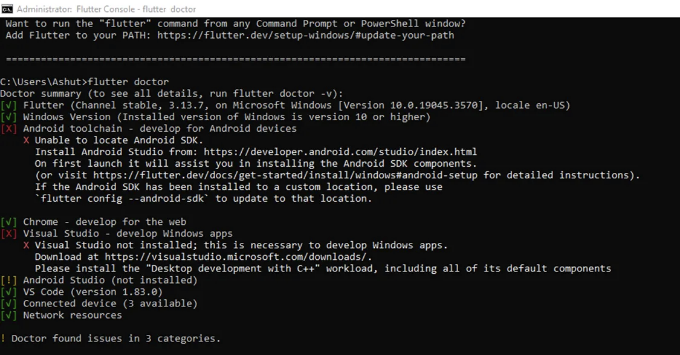 Administrator: Flutter Console - flutter doctor
Want to run the "flutter" command from any Command Prompt or PowerShell window?
Add Flutter to your PATH: https://flutter.dev/setup-windows/#update-your-path
================================================================================
C:\Users\Ashut>flutter doctor
Doctor summary (to see all details, run flutter doctor -v):
[√] Flutter (Channel stable, 3.13.7, on Microsoft Windows [Version 10.0.19045.3570], locale en-US)
[√] Windows Version (Installed version of Windows is version 10 or higher)
[X] Android toolchain - develop for Android devices
X Unable to locate Android SDK.
Install Android Studio from: https://developer.android.com/studio/index.html
On first launch it will assist you in installing the Android SDK components.
(or visit https://flutter.dev/docs/get-started/install/windows#android-setup for detailed instructions).
If the Android SDK has been installed to a custom location, please use
`flutter config --android-sdk` to update to that location.
[√] Chrome - develop for the web
[X] Visual Studio - develop Windows apps
X Visual Studio not installed; this is necessary to develop Windows apps.
Download at https://visualstudio.microsoft.com/downloads/.
Please install the "Desktop development with C++" workload, including all of its default components
[!] Android Studio (not installed)
[√] VS Code (version 1.83.0)
[√] Connected device (3 available)
[√] Network resources
! Doctor found issues in 3 categories.